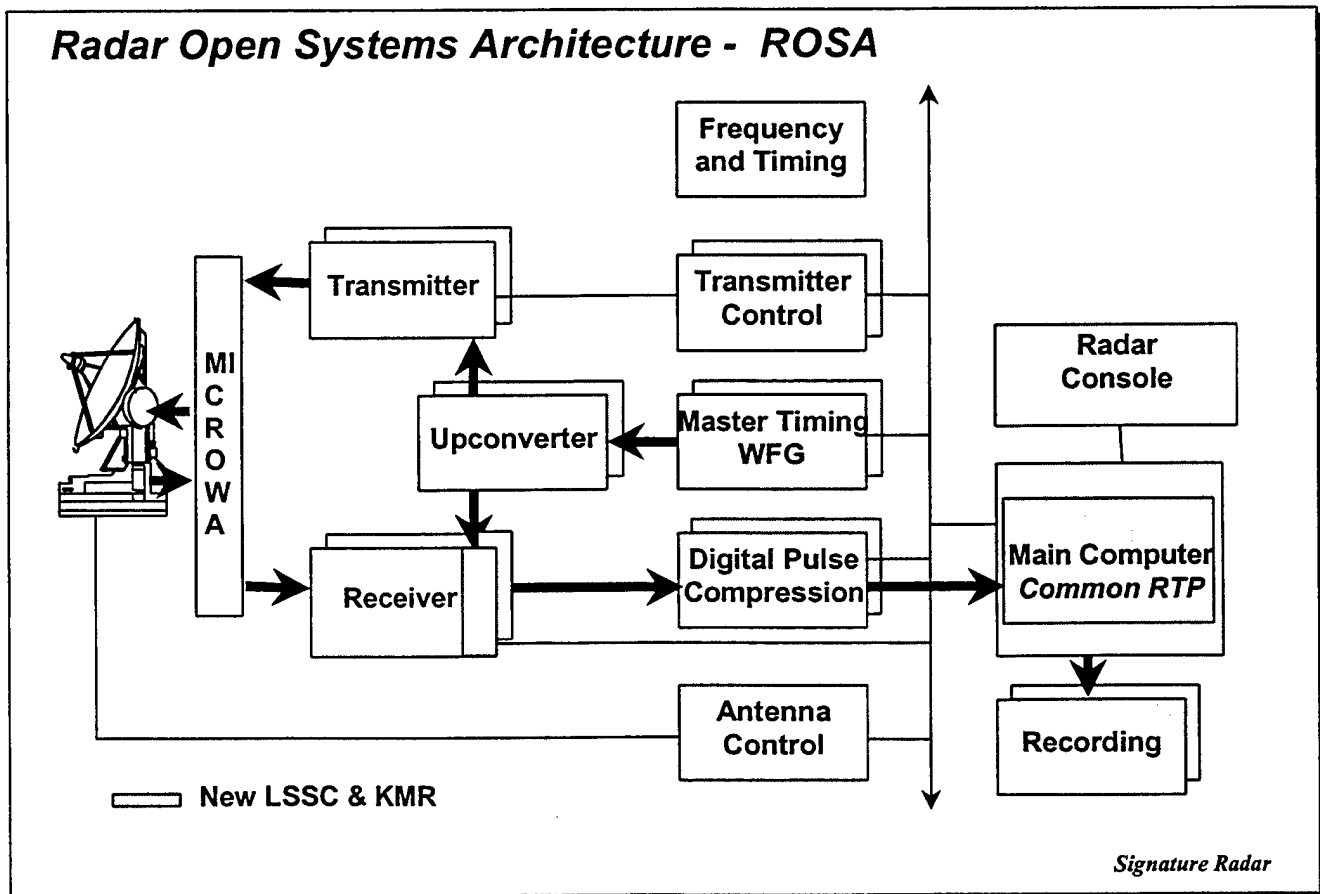 Radar Open Systems Architecture - ROSA
Frequency
and Timing
Transmitter
Transmitter
Control
MI
C
R
O
W
A
Radar
Console
Upconverter
Master Timing
WFG
Receiver
Digital Pulse
Compression
Main Computer
Common RTP
Antenna
Control
Recording
New LSSC & KMR
Signature Radar